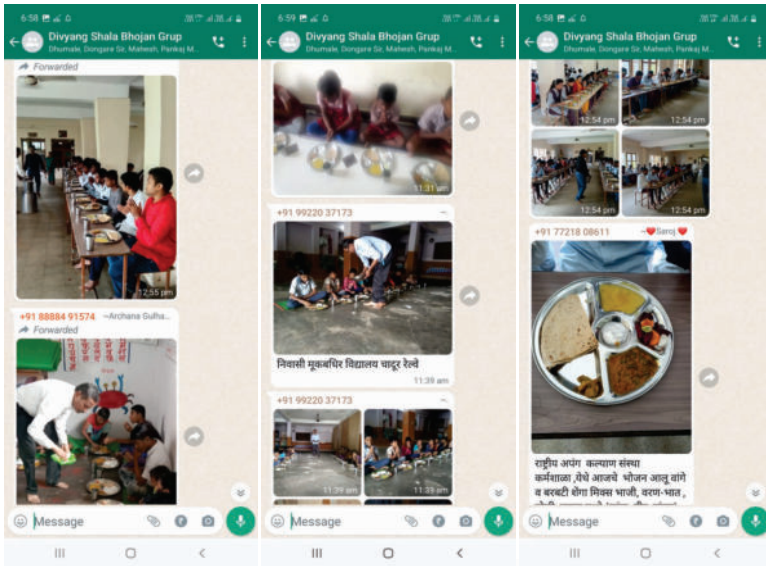 6:58
Divyang Shala Bhojan Grup
Dhumale, Dongare Sir, Mahesh, Pankaj M...
Forwarded
12:55 pm
+91 88884 91574 ~Archana Gulha...
Forwarded
Message
6:59
Divyang Shala Bhojan Grup
Dhumale, Dongare Sir, Mahesh, Pankaj M...
11:31 am
+91 99220 37173 ~.
निवासी मूकबधिर विद्यालय चादूर रेल्वे
11:39 am
+91 99220 37173 ~.
11:39 am 11:39 am
Message
6:58
Divyang Shala Bhojan Grup
Dhumale, Dongare Sir, Mahesh, Pankaj M...
12:54 pm 12:54 pm
12:54 pm 12:54 pm
+91 77218 08611 ~❤Saroj ❤
राष्ट्रीय अपंग कल्याण संस्था
कर्मशाळा ,येथे आजचे भोजन आलू वांगे
व बरबटी शेंगा मिक्स भाजी, वरण-भात ,
Message